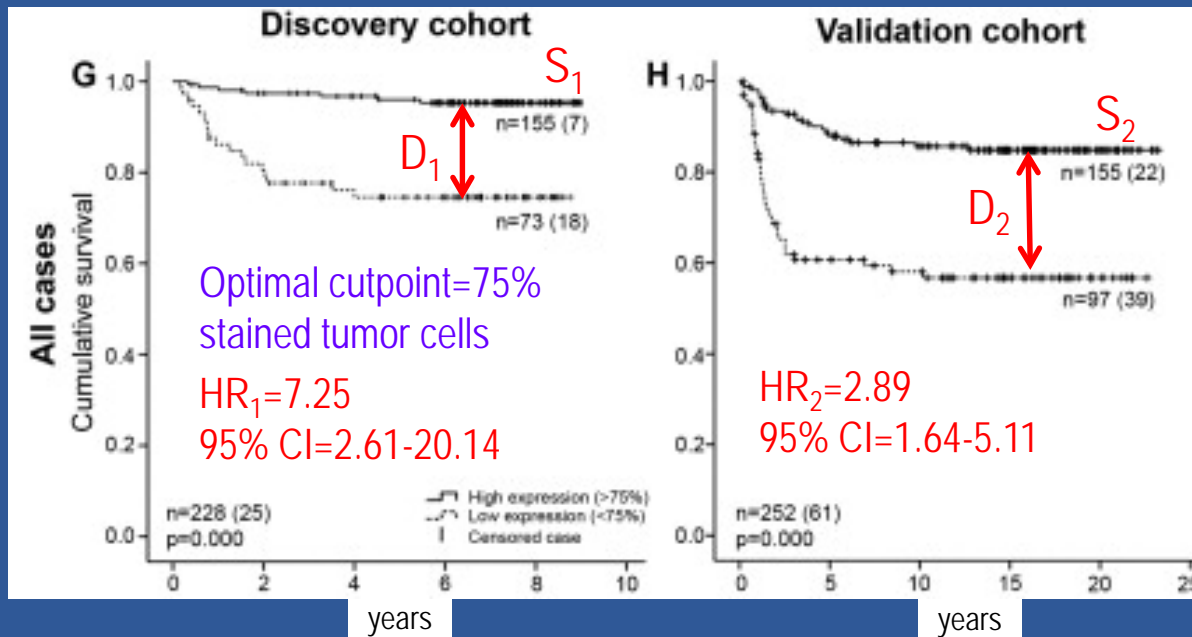 Discovery cohort
G
All cases
Cumulative survival
1.0
0.8
0.6
0.4
0.2
0.0
S1
n=155 (7)
D1
n=73 (18)
Optimal cutpoint=75%
stained tumor cells
HR1=7.25
95% CI=2.61-20.14
High expression (>75%)
Low expression (<75%)
Censored case
n=228 (25)
p=0.000
0 2 4 6 8 10
years
Validation cohort
H
1.0
0.8
0.6
0.4
0.2
0.0
S2
n=155 (22)
D2
n=97 (39)
HR2=2.89
95% CI=1.64-5.11
n=252 (61)
p=0.000
0 5 10 15 20 25
years